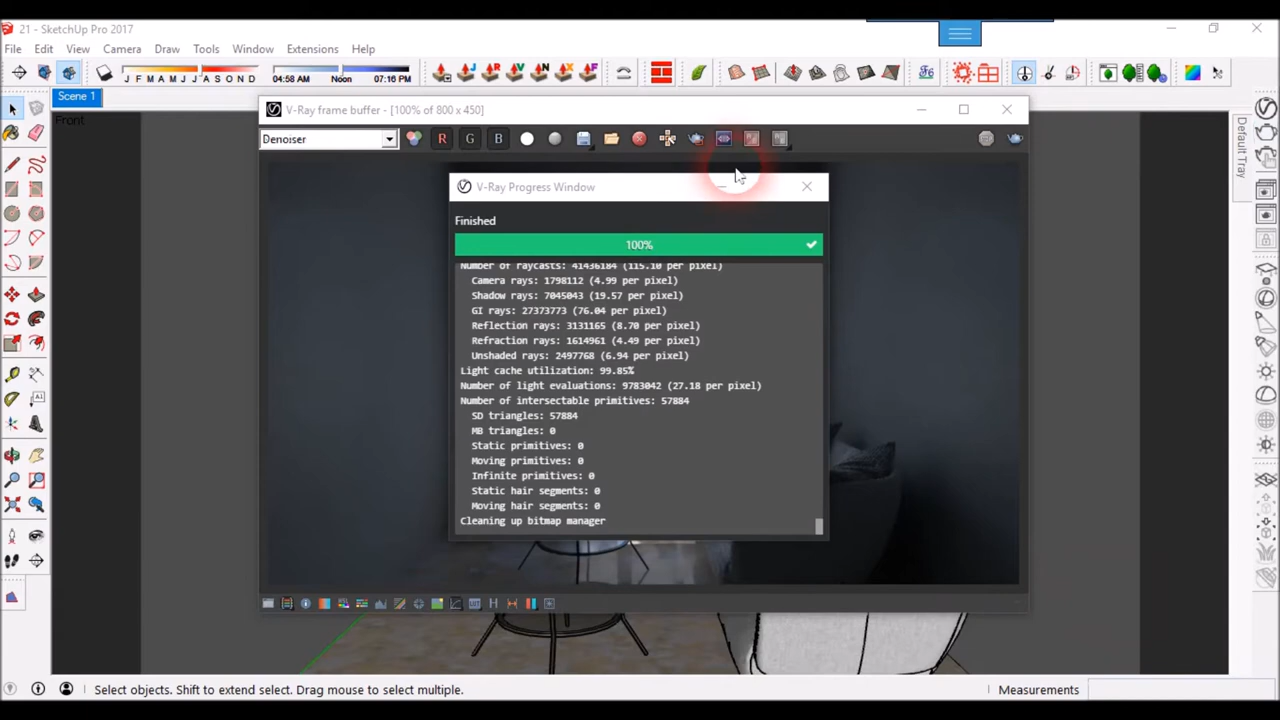 21 - SketchUp Pro 2017
File Edit View Camera Draw Tools Window Extensions Help
J F M A M J J A S O N D 04:58 AM Noon 07:16 PM
Scene 1
Front
V-Ray frame buffer - [100% of 800 x 450]
Denoiser
R G B
Default Tray
V-Ray Progress Window
Finished
100%
Number of raycasts: 41436184 (115.10 per pixel)
Camera rays: 1798112 (4.99 per pixel)
Shadow rays: 7045043 (19.57 per pixel)
GI rays: 27373773 (76.04 per pixel)
Reflection rays: 3131165 (8.70 per pixel)
Refraction rays: 1614961 (4.49 per pixel)
Unshaded rays: 2497768 (6.94 per pixel)
Light cache utilization: 99.85%
Number of light evaluations: 9783042 (27.18 per pixel)
Number of intersectable primitives: 57884
SD triangles: 57884
MB triangles: 0
Static primitives: 0
Moving primitives: 0
Infinite primitives: 0
Static hair segments: 0
Moving hair segments: 0
Cleaning up bitmap manager
Select objects. Shift to extend select. Drag mouse to select multiple.
Measurements